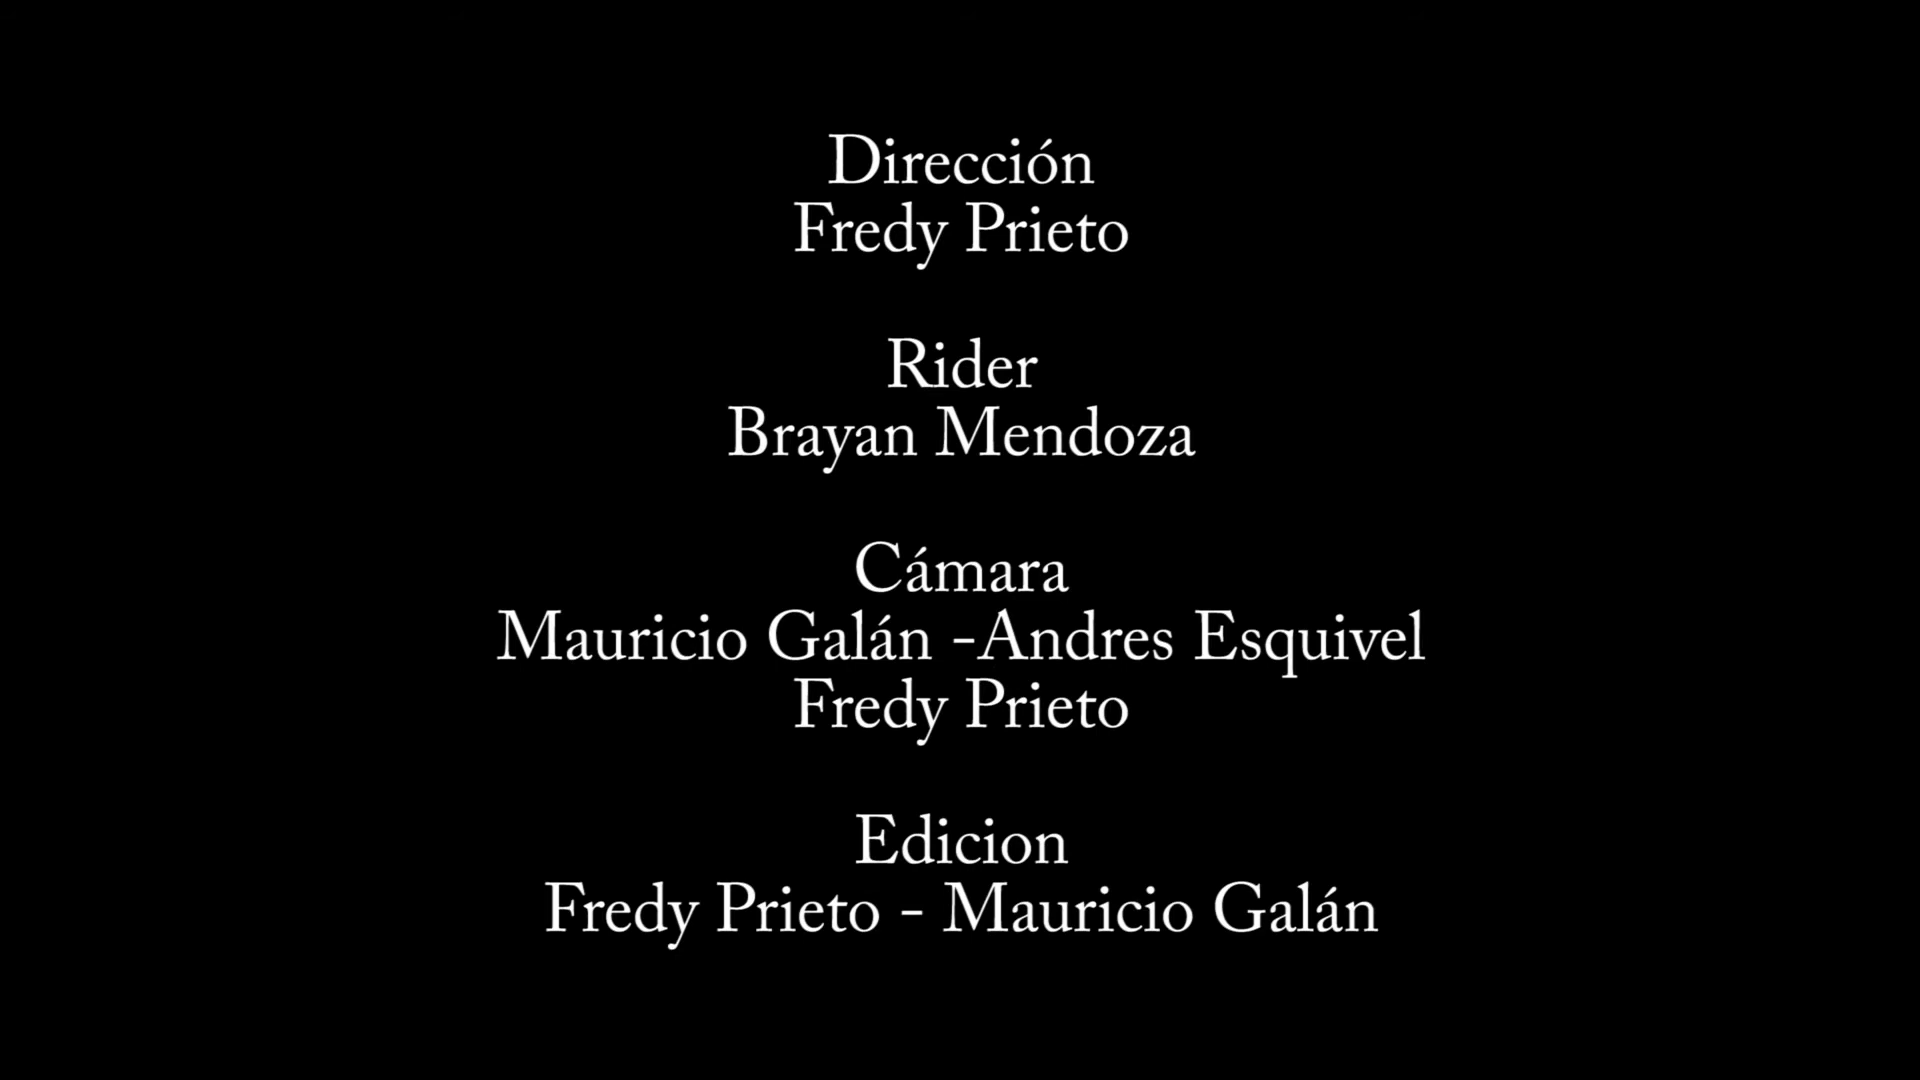 Dirección
Fredy Prieto
Rider
Brayan Mendoza
Cámara
Mauricio Galán -Andres Esquivel
Fredy Prieto
Edicion
Fredy Prieto - Mauricio Galán